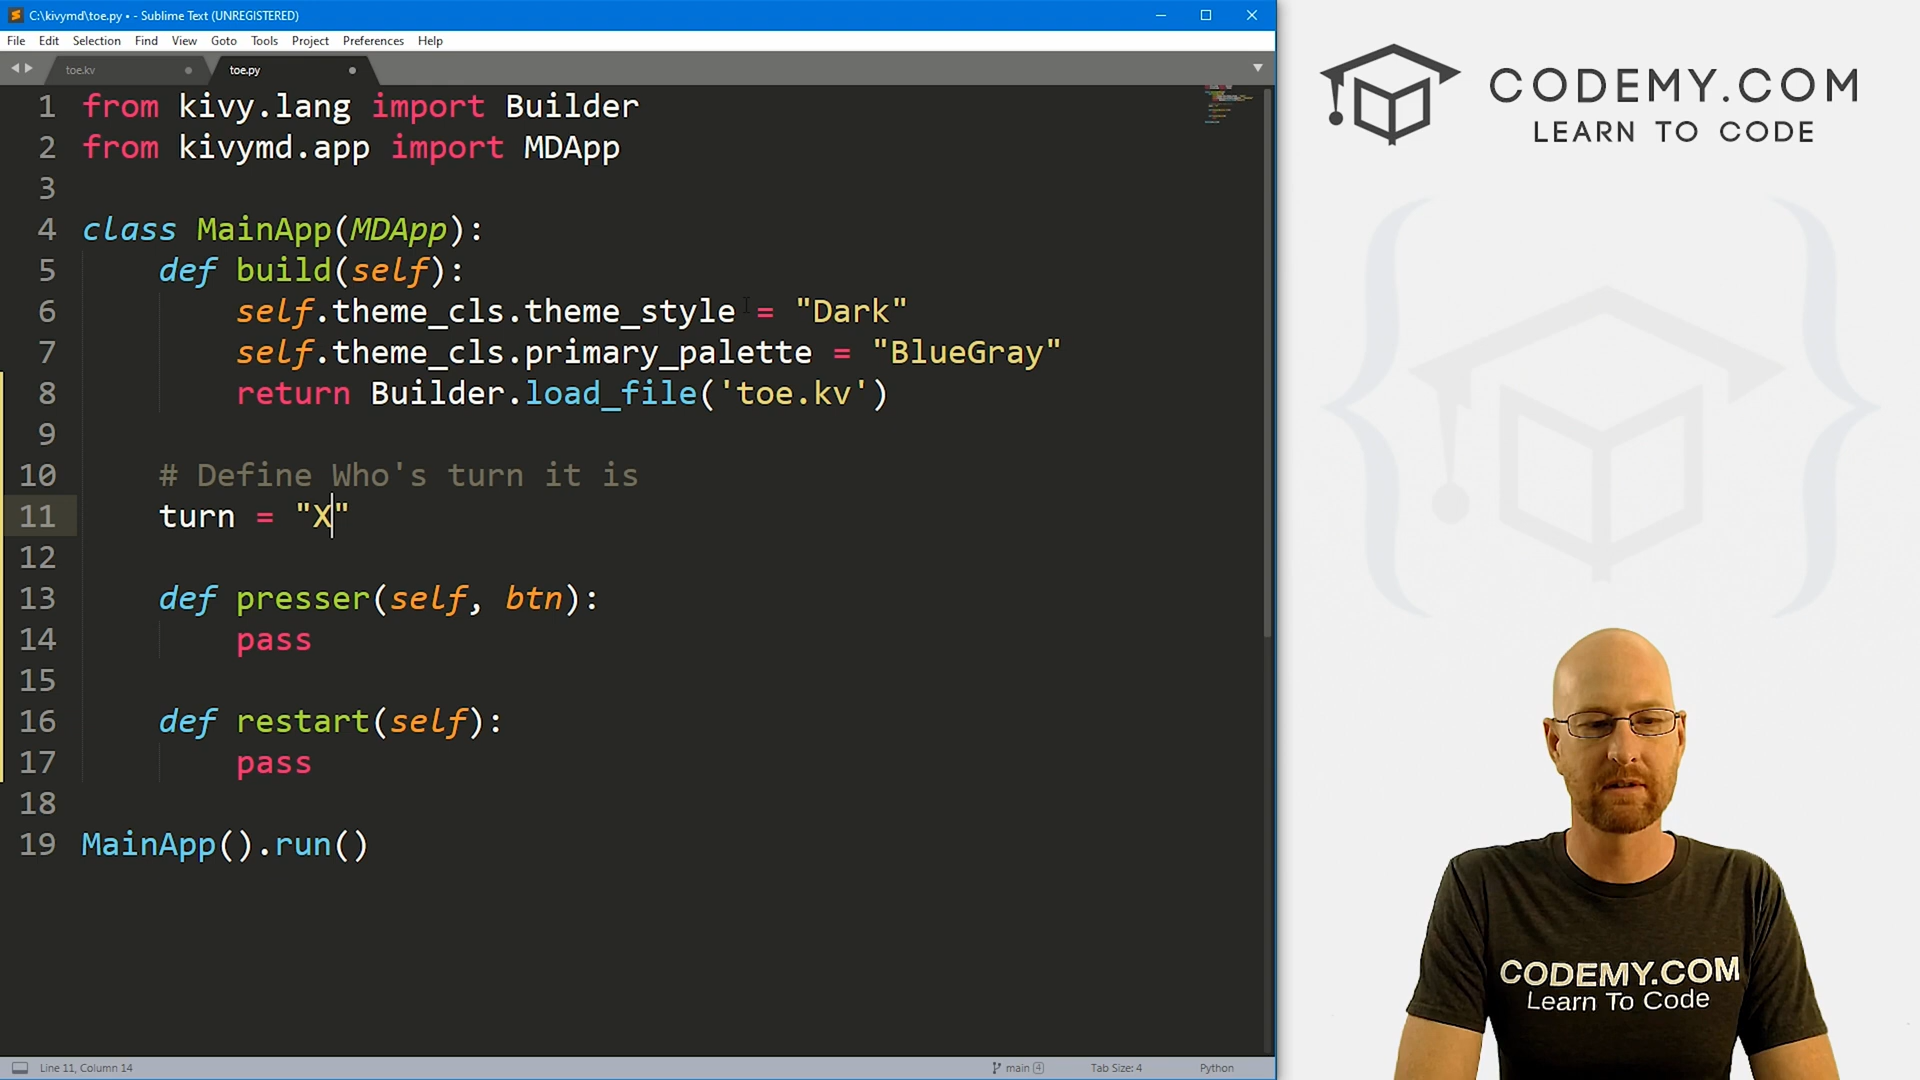 C:\kivymd\toe.py • - Sublime Text (UNREGISTERED)
File Edit Selection Find View Goto Tools Project Preferences Help
toe.kv
toe.py
1 from kivy.lang import Builder
2 from kivymd.app import MDApp
3
4 class MainApp(MDApp):
5 def build(self):
6 self.theme_cls.theme_style = "Dark"
7 self.theme_cls.primary_palette = "BlueGray"
8 return Builder.load_file('toe.kv')
9
10 # Define Who's turn it is
11 turn = "X"
12
13 def presser(self, btn):
14 pass
15
16 def restart(self):
17 pass
18
19 MainApp().run()
Line 11, Column 14
main 4
Tab Size: 4
Python
CODEMY.COM
LEARN TO CODE
CODEMY.COM
Learn To Code